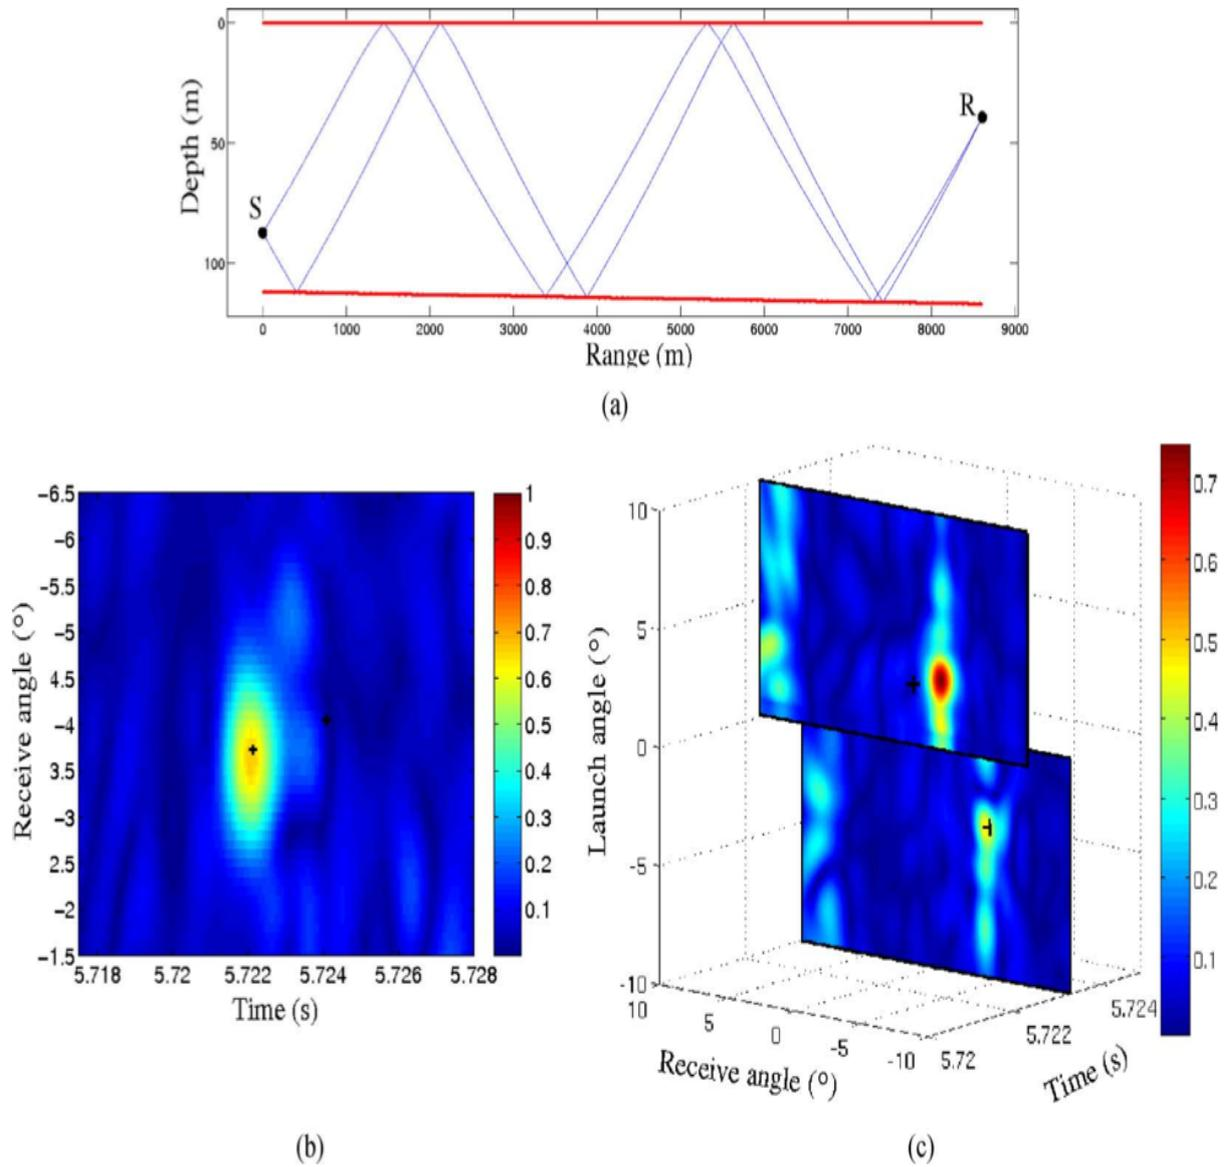 0
50
100
Depth (m)
S
R
0 1000 2000 3000 4000 5000 6000 7000 8000 9000
Range (m)
(a)
-6.5
-6
-5.5
-5
4.5
-4
3.5
-3
2.5
-2
-1.5
Receive angle (°)
5.718 5.72 5.722 5.724 5.726 5.728
Time (s)
1
0.9
0.8
0.7
0.6
0.5
0.4
0.3
0.2
0.1
(b)
10
5
0
-5
-10
Launch angle (°)
10 5 0 -5 -10
Receive angle (°)
5.72 5.722 5.724
Time (s)
0.7
0.6
0.5
0.4
0.3
0.2
0.1
(c)